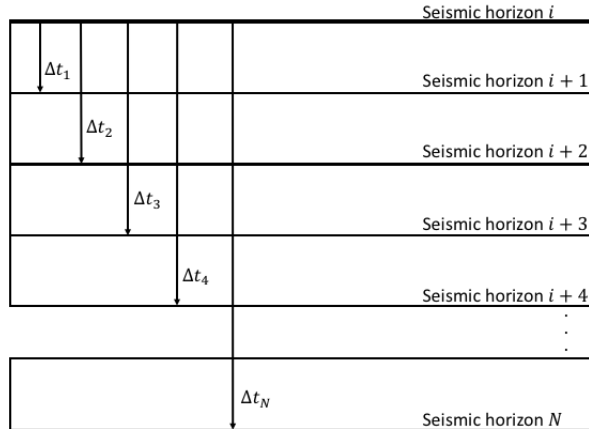 Seismic horizon i
Δt₁
Seismic horizon i + 1
Δt₂
Seismic horizon i + 2
Δt₃
Seismic horizon i + 3
Δt₄
Seismic horizon i + 4
.
.
.
Δt_N
Seismic horizon N